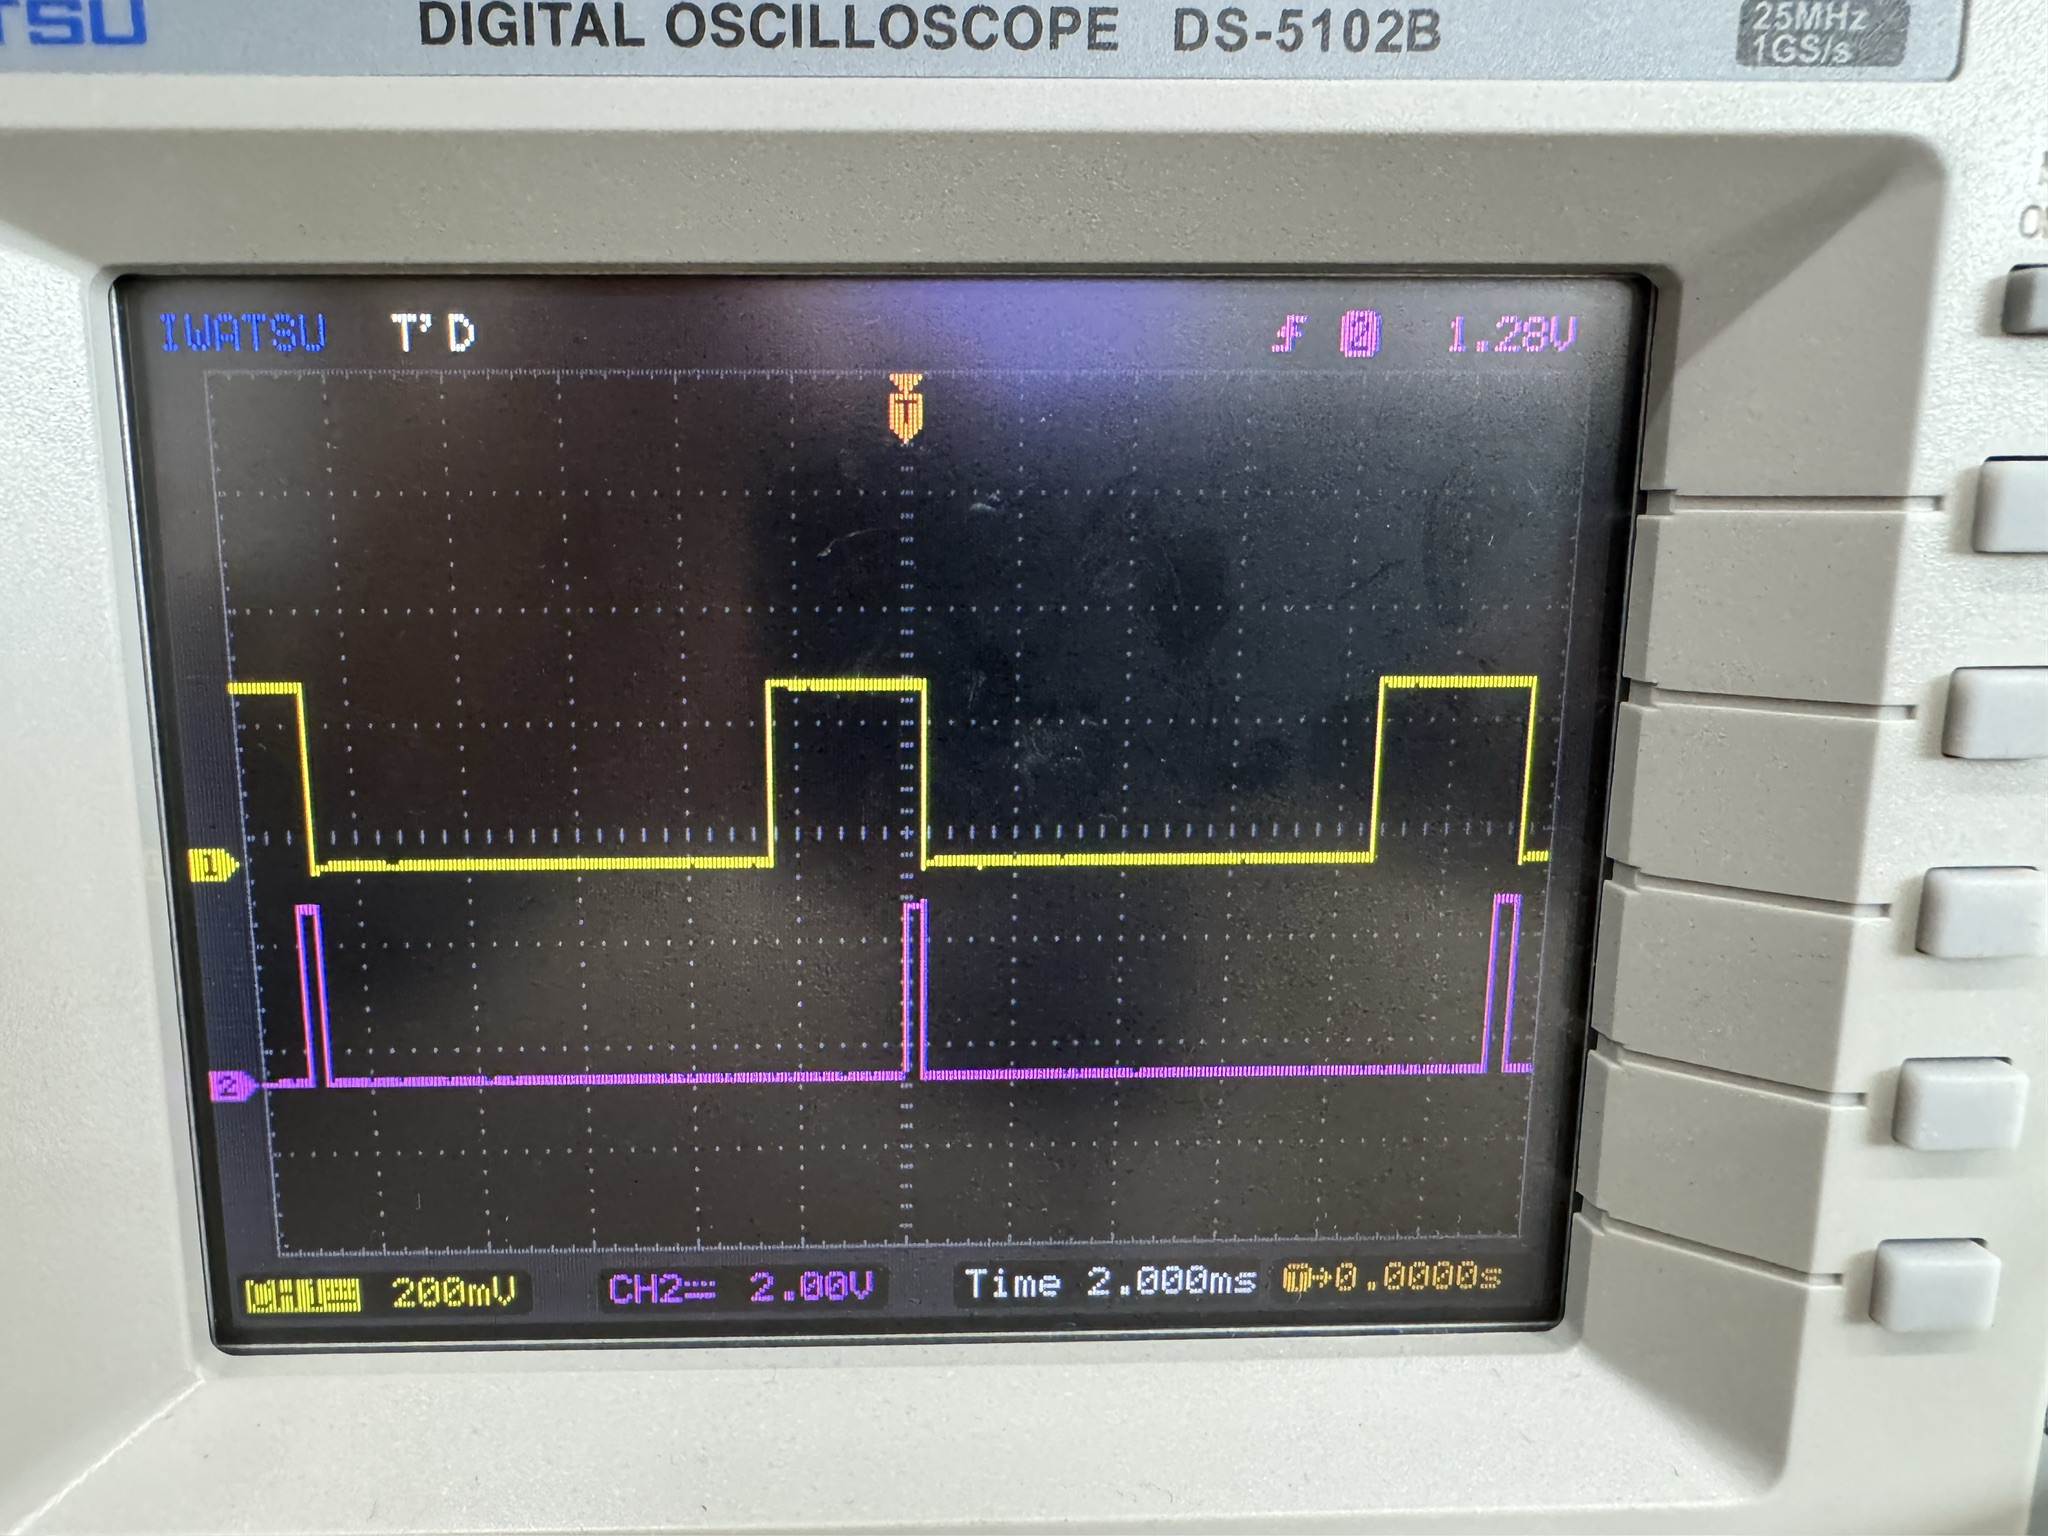 TSU DIGITAL OSCILLOSCOPE DS-5102B
25MHz
1GS/s
IWATSU T'D 1.28V
T
1
2
CH1 200mV CH2 2.00V Time 2.000ms 0.0000s